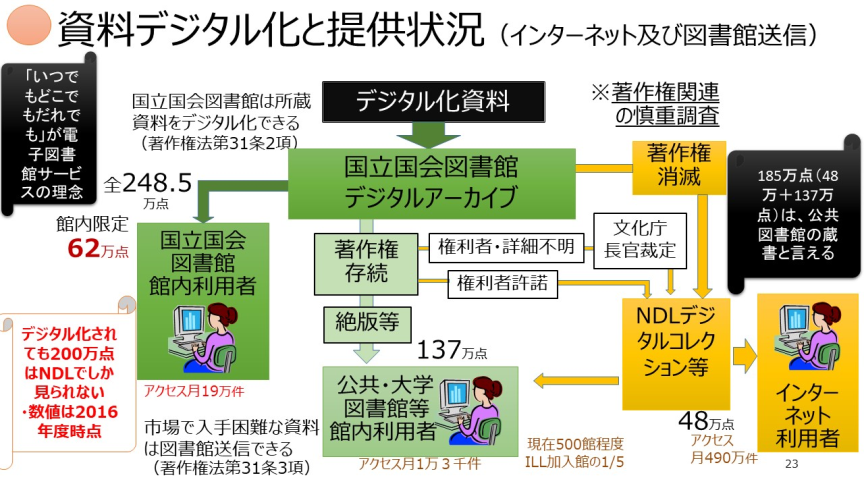 資料デジタル化と提供状況（インターネット及び図書館送信）
「いつで
もどこで
もだれで
も」が電
子図書
館サービ
スの理念
国立国会図書館は所蔵
資料をデジタル化できる
（著作権法第31条2項）
デジタル化資料
※著作権関連
の慎重調査
国立国会図書館
デジタルアーカイブ
著作権
消滅
185万点（48
万＋137万
点）は、公共
図書館の蔵
書と言える
全248.5
万点
館内限定
62万点
国立国会
図書館
館内利用者
アクセス月19万件
著作権
存続
権利者・詳細不明
文化庁
長官裁定
権利者許諾
絶版等
137万点
NDLデジ
タルコレク
ション等
インター
ネット
利用者
デジタル化され
ても200万点
はNDLでしか
見られない
・数値は2016
年度時点
公共・大学
図書館等
館内利用者
アクセス月1万３千件
市場で入手困難な資料
は図書館送信できる
（著作権法第31条3項）
現在500館程度
ILL加入館の1/5
48万点
アクセス
月490万件
23